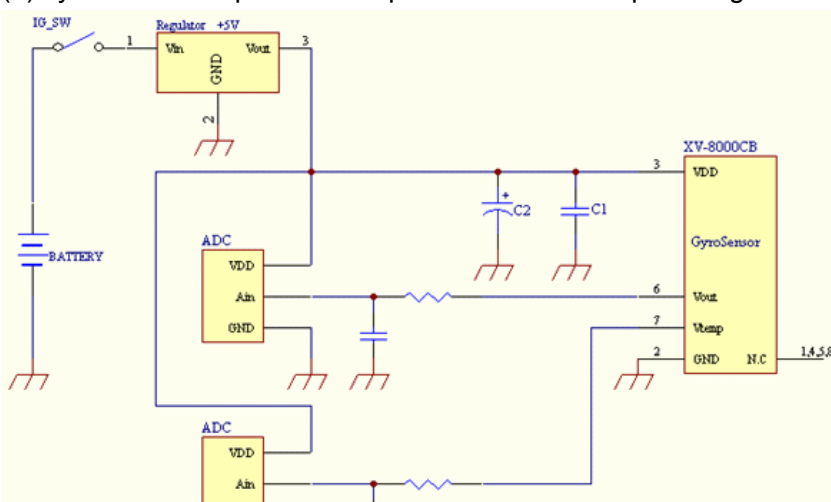 IG_SW
Regulator +5V
1
Vin
Vout
3
GND
2
XV-8000CB
3
VDD
C2
C1
GyroSensor
BATTERY
ADC
VDD
Ain
6
Vout
GND
7
Vtemp
2
GND
N.C
1,4,5,8
ADC
VDD
Ain